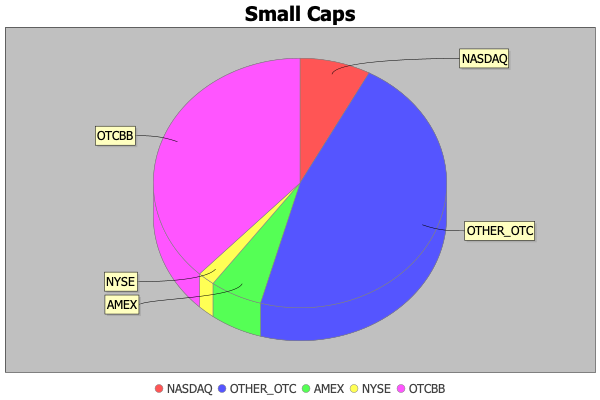 Small Caps
NASDAQ
OTCBB
OTHER_OTC
NYSE
AMEX
NASDAQ OTHER_OTC AMEX NYSE OTCBB